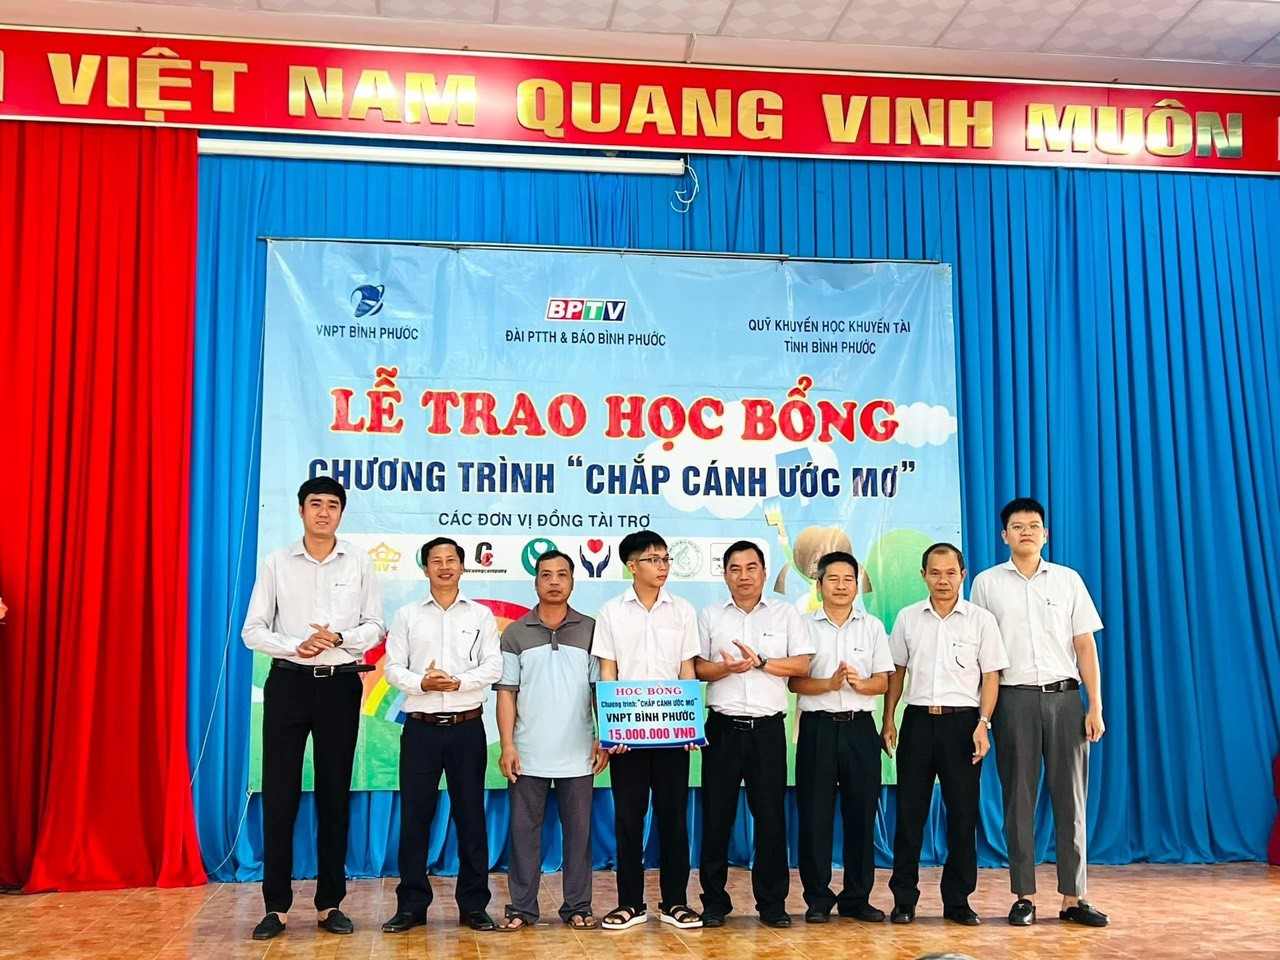 VIỆT NAM QUANG VINH MUÔN
VNPT BÌNH PHƯỚC
BPTV
ĐÀI PTTH & BÁO BÌNH PHƯỚC
QUỸ KHUYẾN HỌC KHUYẾN TÀI
TỈNH BÌNH PHƯỚC
LỄ TRAO HỌC BỔNG
CHƯƠNG TRÌNH “CHẮP CÁNH ƯỚC MƠ”
CÁC ĐƠN VỊ ĐỒNG TÀI TRỢ
HỌC BỔNG
Chương trình: "CHẮP CÁNH ƯỚC MƠ"
VNPT BÌNH PHƯỚC
15.000.000 VNĐ